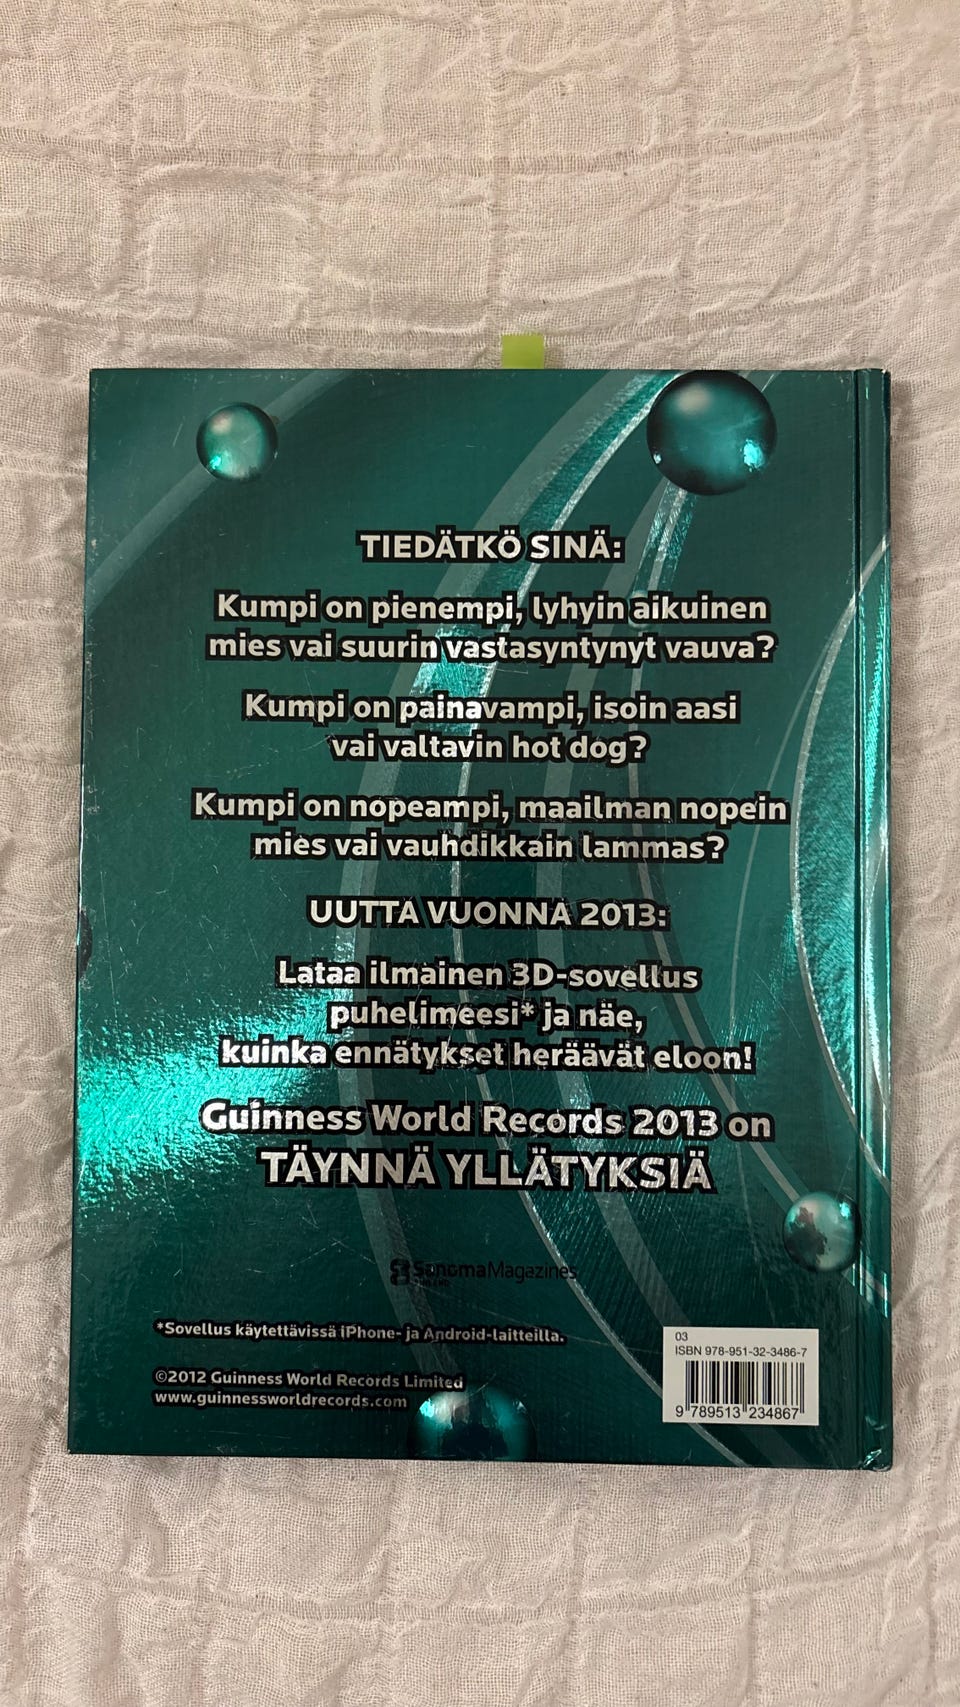 TIEDÄTKÖ SINÄ:
Kumpi on pienempi, lyhyin aikuinen
mies vai suurin vastasyntynyt vauva?
Kumpi on painavampi, isoin aasi
vai valtavin hot dog?
Kumpi on nopeampi, maailman nopein
mies vai vauhdikkain lammas?
UUTTA VUONNA 2013:
Lataa ilmainen 3D-sovellus
puhelimeesi* ja näe,
kuinka ennätykset heräävät eloon!
Guinness World Records 2013 on
TÄYNNÄ YLLÄTYKSIÄ
SanomaMagazines
FINLAND
*Sovellus käytettävissä iPhone- ja Android-laitteilla.
©2012 Guinness World Records Limited
www.guinnessworldrecords.com
03
ISBN 978-951-32-3486-7
9 789513 234867